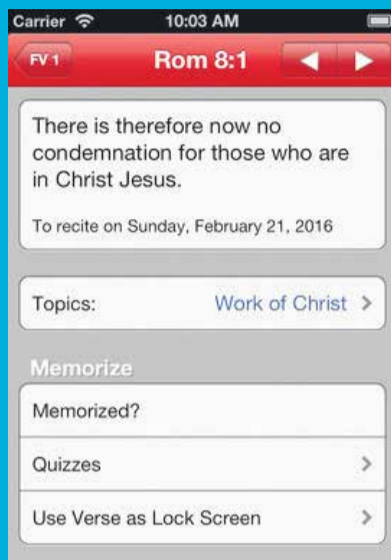 Carrier 10:03 AM
FV 1 Rom 8:1
There is therefore now no
condemnation for those who are
in Christ Jesus.
To recite on Sunday, February 21, 2016
Topics: Work of Christ
Memorize
Memorized?
Quizzes
Use Verse as Lock Screen